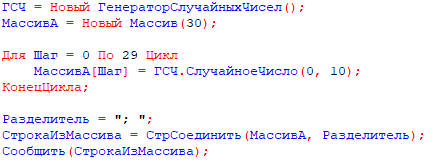 ГСЧ = Новый ГенераторСлучайныхЧисел();
МассивА = Новый Массив(30);
Для Шаг = 0 По 29 Цикл
МассивА[Шаг] = ГСЧ.СлучайноеЧисло(0, 10);
КонецЦикла;
Разделитель = "; ";
СтрокаИзМассива = СтрСоединить(МассивА, Разделитель);
Сообщить(СтрокаИзМассива);